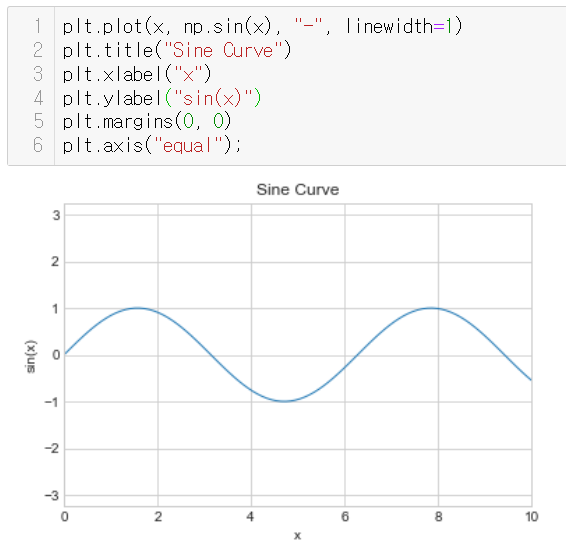 1 plt.plot(x, np.sin(x), "-", linewidth=1)
2 plt.title("Sine Curve")
3 plt.xlabel("x")
4 plt.ylabel("sin(x)")
5 plt.margins(0, 0)
6 plt.axis("equal");
Sine Curve
3
2
1
0
−1
−2
−3
sin(x)
0 2 4 6 8 10
x